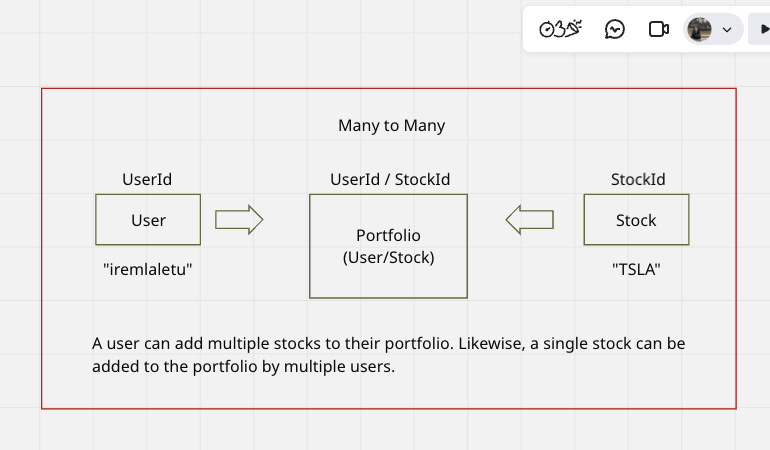 Many to Many
UserId
UserId / StockId
StockId
User
Portfolio
(User/Stock)
Stock
"iremlaletu"
"TSLA"
A user can add multiple stocks to their portfolio. Likewise, a single stock can be
added to the portfolio by multiple users.